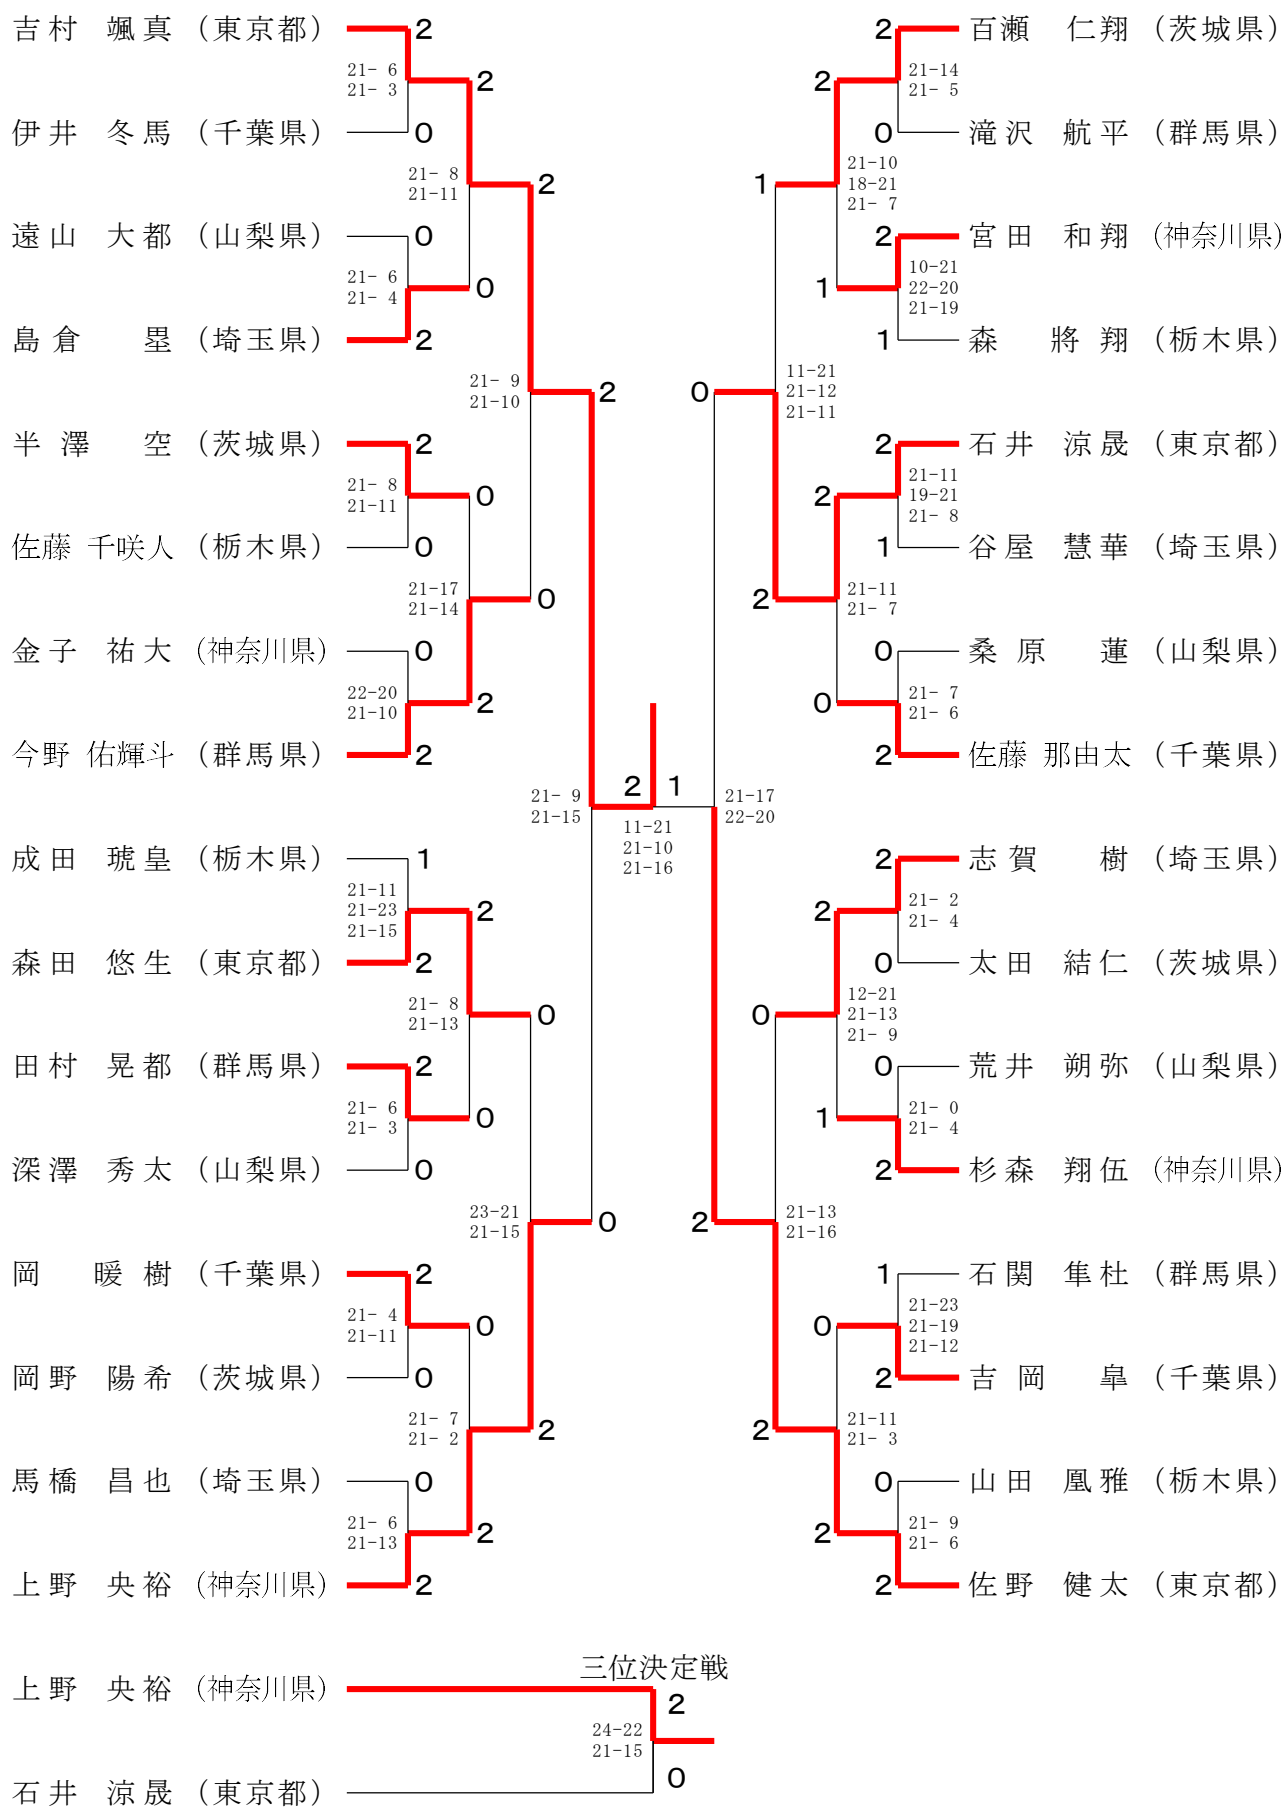 吉村 颯真 (東京都) 2 2 百瀬 仁翔 (茨城県)
21- 6 21-14
21- 3 2 2 21- 5
伊井 冬馬 (千葉県) 0 0 滝沢 航平 (群馬県)
21- 8 21-10
21-11 2 1 18-21
21- 7
遠山 大都 (山梨県) 0 2 宮田 和翔 (神奈川県)
21- 6 10-21
21- 4 0 1 22-20
21-19
島倉 塁 (埼玉県) 2 1 森 將翔 (栃木県)
21- 9 11-21
21-10 2 0 21-12
21-11
半澤 空 (茨城県) 2 2 石井 涼晟 (東京都)
21- 8 21-11
21-11 0 2 19-21
21- 8
佐藤 千咲人 (栃木県) 0 1 谷屋 慧華 (埼玉県)
21-17 21-11
21-14 0 2 21- 7
金子 祐大 (神奈川県) 0 0 桑原 蓮 (山梨県)
22-20 21- 7
21-10 2 0 21- 6
今野 佑輝斗 (群馬県) 2 2 佐藤 那由太 (千葉県)
21- 9 2 1 21-17
21-15 22-20
11-21
21-10
21-16
成田 琥皇 (栃木県) 1 2 志賀 樹 (埼玉県)
21-11 21- 2
21-23 2 2 21- 4
21-15
森田 悠生 (東京都) 2 0 太田 結仁 (茨城県)
21- 8 12-21
21-13 0 0 21-13
21- 9
田村 晃都 (群馬県) 2 0 荒井 朔弥 (山梨県)
21- 6 21- 0
21- 3 0 1 21- 4
深澤 秀太 (山梨県) 0 2 杉森 翔伍 (神奈川県)
23-21 21-13
21-15 0 2 21-16
岡 暖樹 (千葉県) 2 1 石関 隼杜 (群馬県)
21- 4 21-23
21-11 0 0 21-19
21-12
岡野 陽希 (茨城県) 0 2 吉岡 皐 (千葉県)
21- 7 21-11
21- 2 2 2 21- 3
馬橋 昌也 (埼玉県) 0 0 山田 凰雅 (栃木県)
21- 6 21- 9
21-13 2 2 21- 6
上野 央裕 (神奈川県) 2 2 佐野 健太 (東京都)
三位決定戦
上野 央裕 (神奈川県) 2
24-22
21-15
石井 涼晟 (東京都) 0